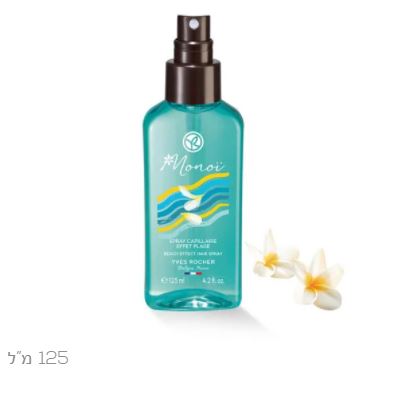 Monoï
SPRAY CAPILLAIRE
EFFET PLAGE
BEACH EFFECT HAIR SPRAY
YVES ROCHER
e 125 ml 4.2 fl. oz.
125 מ"ל